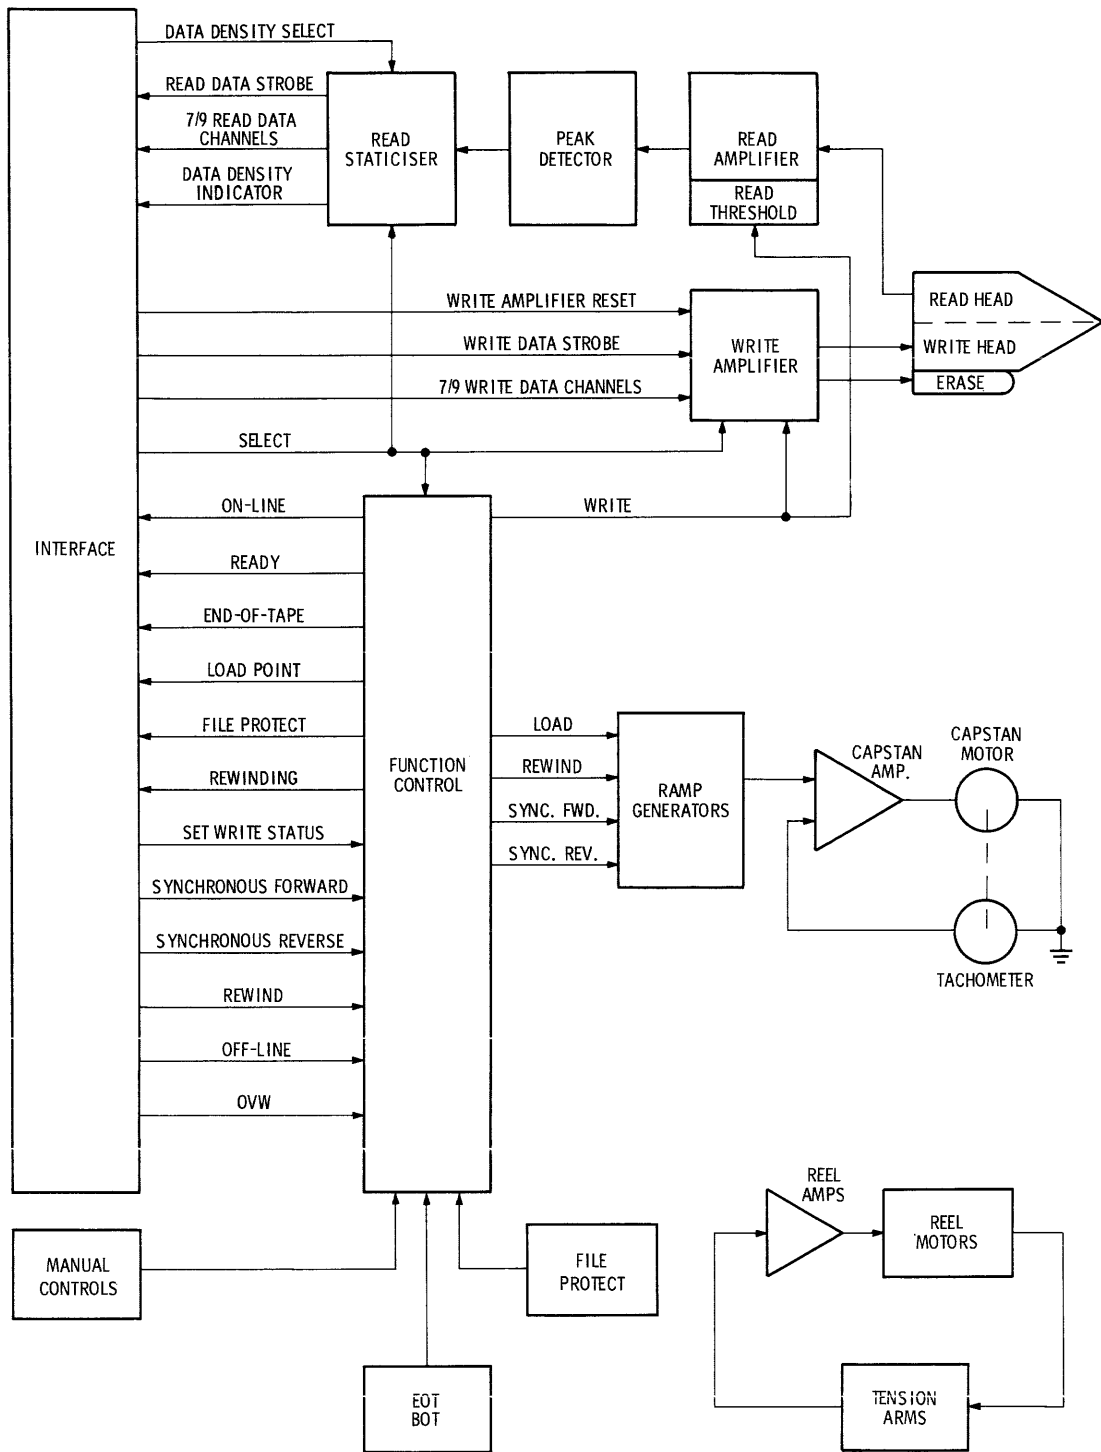 DATA DENSITY SELECT
READ DATA STROBE
7/9 READ DATA
CHANNELS
DATA DENSITY
INDICATOR
READ
STATICISER
PEAK
DETECTOR
READ
AMPLIFIER
READ
THRESHOLD
READ HEAD
WRITE HEAD
ERASE
WRITE AMPLIFIER RESET
WRITE DATA STROBE
7/9 WRITE DATA CHANNELS
WRITE
AMPLIFIER
SELECT
INTERFACE
ON-LINE
WRITE
READY
END-OF-TAPE
LOAD POINT
FILE PROTECT
REWINDING
SET WRITE STATUS
SYNCHRONOUS FORWARD
SYNCHRONOUS REVERSE
REWIND
OFF-LINE
OVW
FUNCTION
CONTROL
LOAD
REWIND
SYNC. FWD.
SYNC. REV.
RAMP
GENERATORS
CAPSTAN
AMP.
CAPSTAN
MOTOR
TACHOMETER
MANUAL
CONTROLS
EOT
BOT
FILE
PROTECT
REEL
AMPS
REEL
MOTORS
TENSION
ARMS